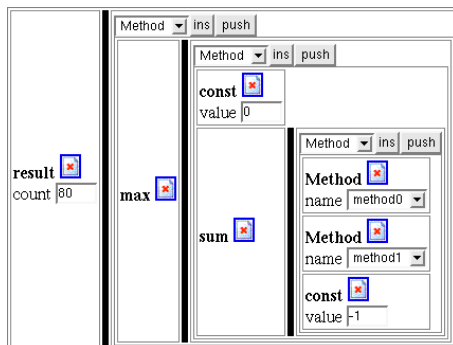 Method ins push
Method ins push
const
value 0
Method ins push
Method
name method0
result
count 80
max
sum
Method
name method1
const
value -1